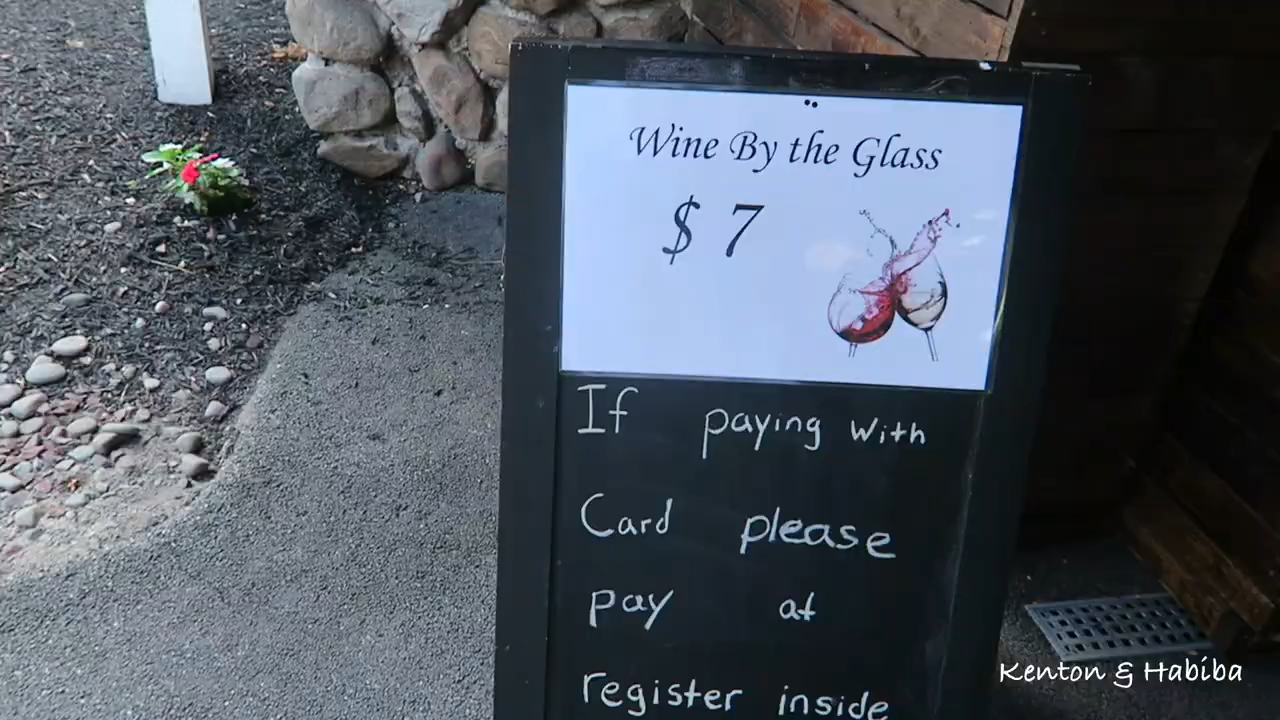 Wine By the Glass
$ 7
If paying with
Card please
pay at
register inside
Kenton & Habiba